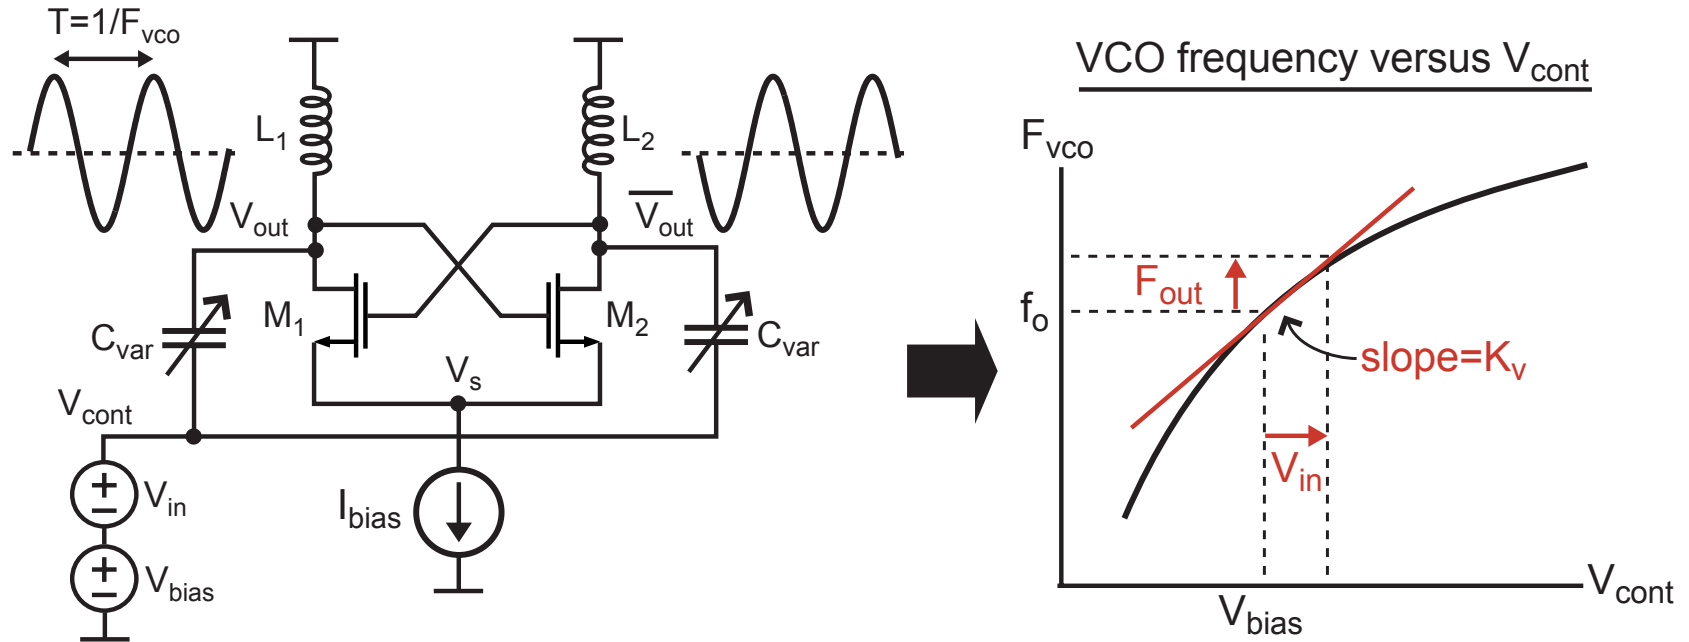 T=1/Fvco
L1
L2
Vout
V̅out
M1
M2
Cvar
Cvar
Vs
Vcont
Vin
Ibias
Vbias
VCO frequency versus Vcont
Fvco
Fout
fo
slope=Kv
Vin
Vcont
Vbias